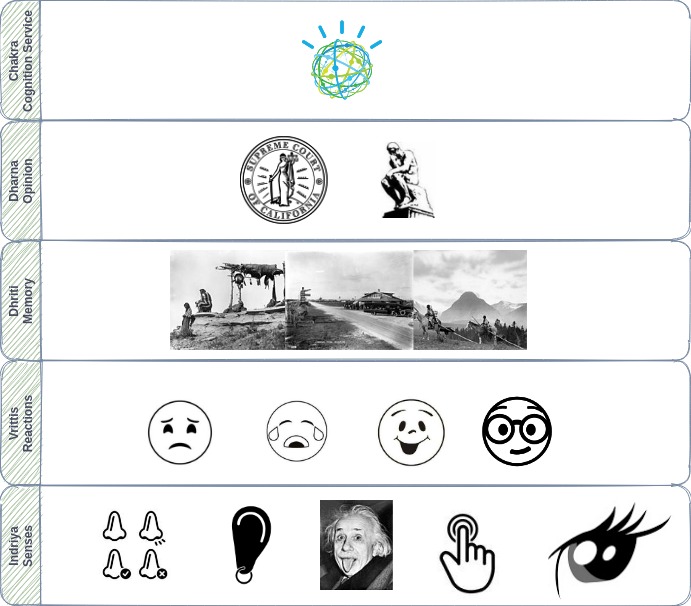 Chakra
Cognition Service
SUPREME COURT
OF CALIFORNIA
Dharna
Opinion
Dhriti
Memory
Vrittis
Reactions
Indriya
Senses